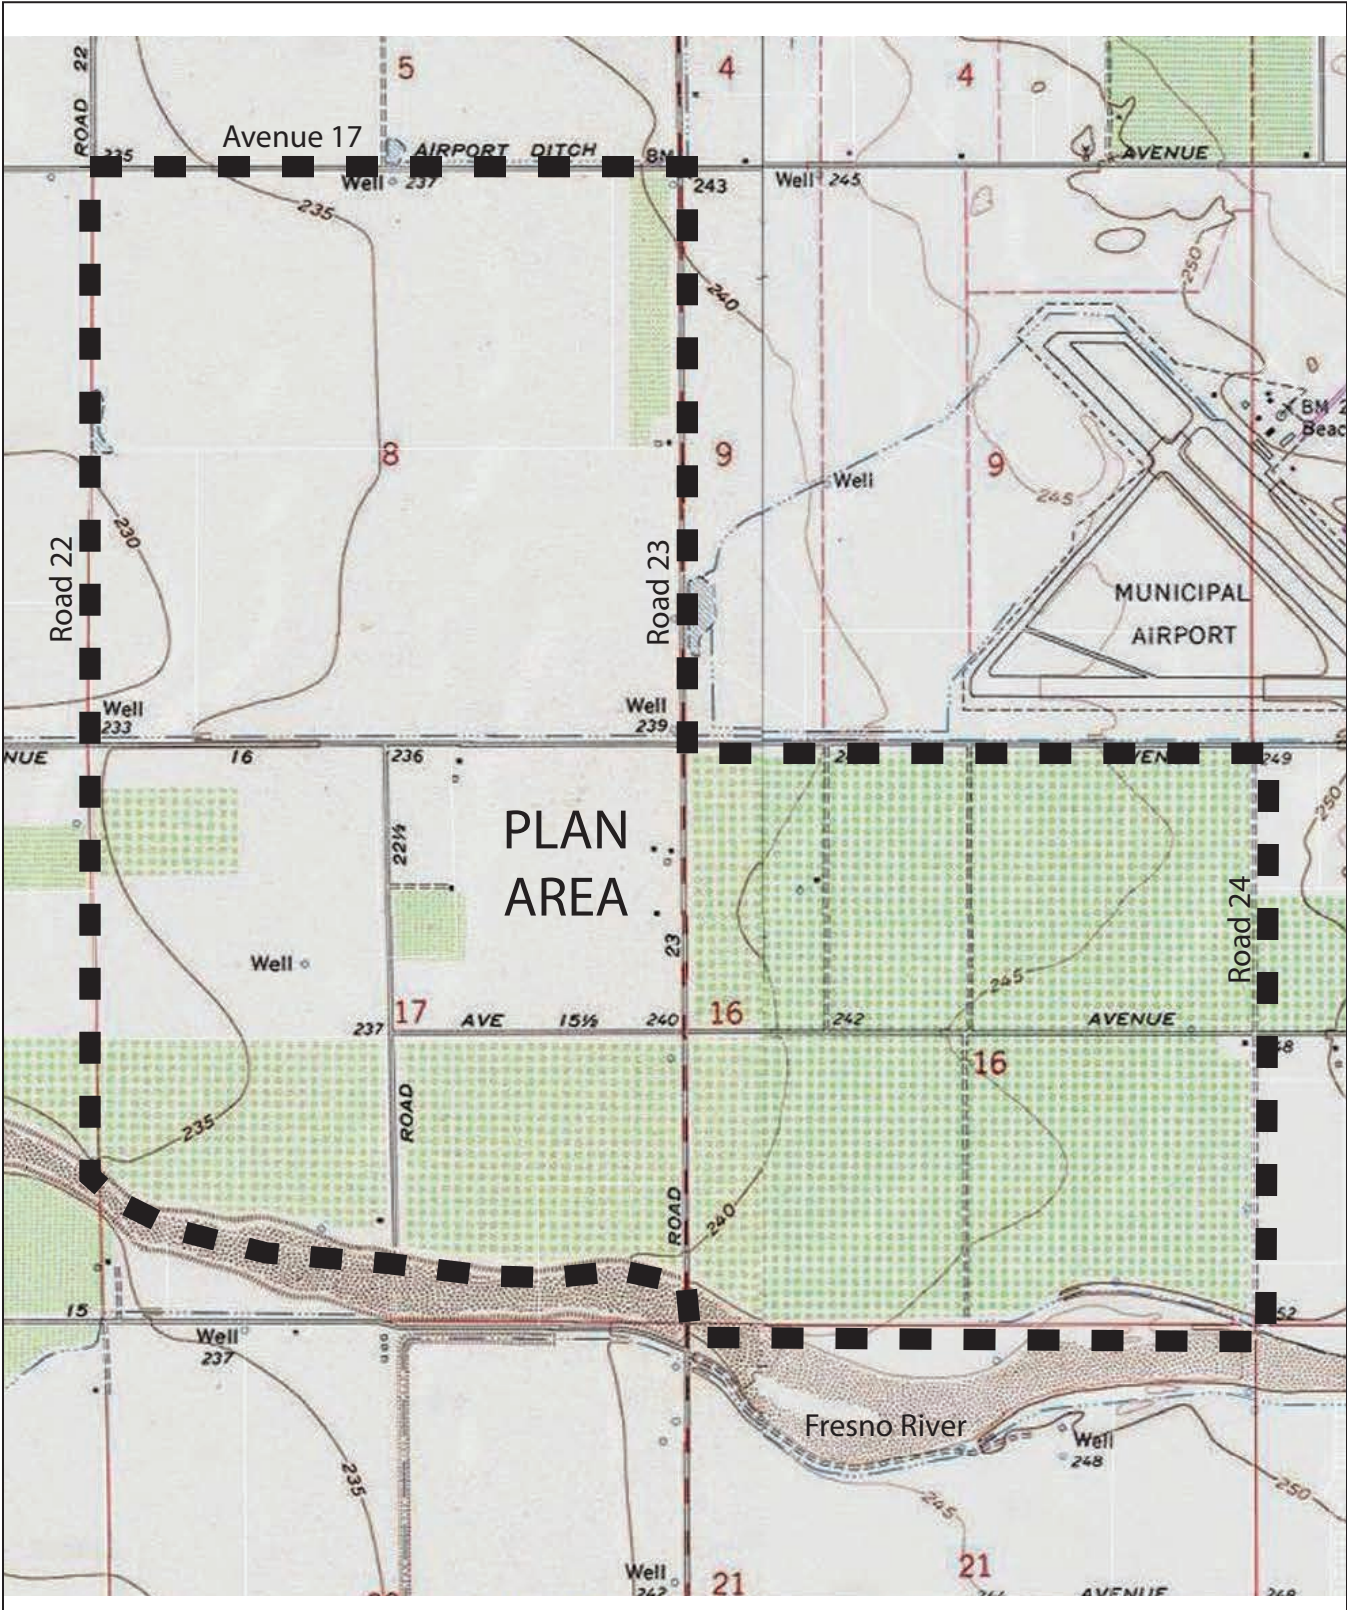 ROAD 22
5
4
4
Avenue 17
AIRPORT DITCH
BM
AVENUE
235
Well
237
243
Well
245
235
250
240
8
9
9
BM 2
Beac
Well
245
230
Road 22
Road 23
MUNICIPAL
AIRPORT
Well
233
Well
239
NUE
16
236
249
PLAN
AREA
22½
250
23
Road 24
Well
245
17
AVE 15½
240
16
242
AVENUE
237
16
235
ROAD
ROAD
240
15
52
Well
237
Fresno River
Well
248
235
245
250
Well
242
21
21
AVENUE